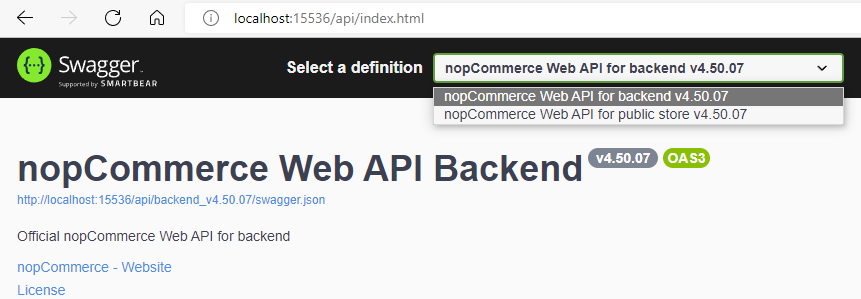 localhost:15536/api/index.html
Swagger
Supported by SMARTBEAR
Select a definition
nopCommerce Web API for backend v4.50.07
nopCommerce Web API for backend v4.50.07
nopCommerce Web API for public store v4.50.07
nopCommerce Web API Backend v4.50.07 OAS3
http://localhost:15536/api/backend_v4.50.07/swagger.json
Official nopCommerce Web API for backend
nopCommerce - Website
License